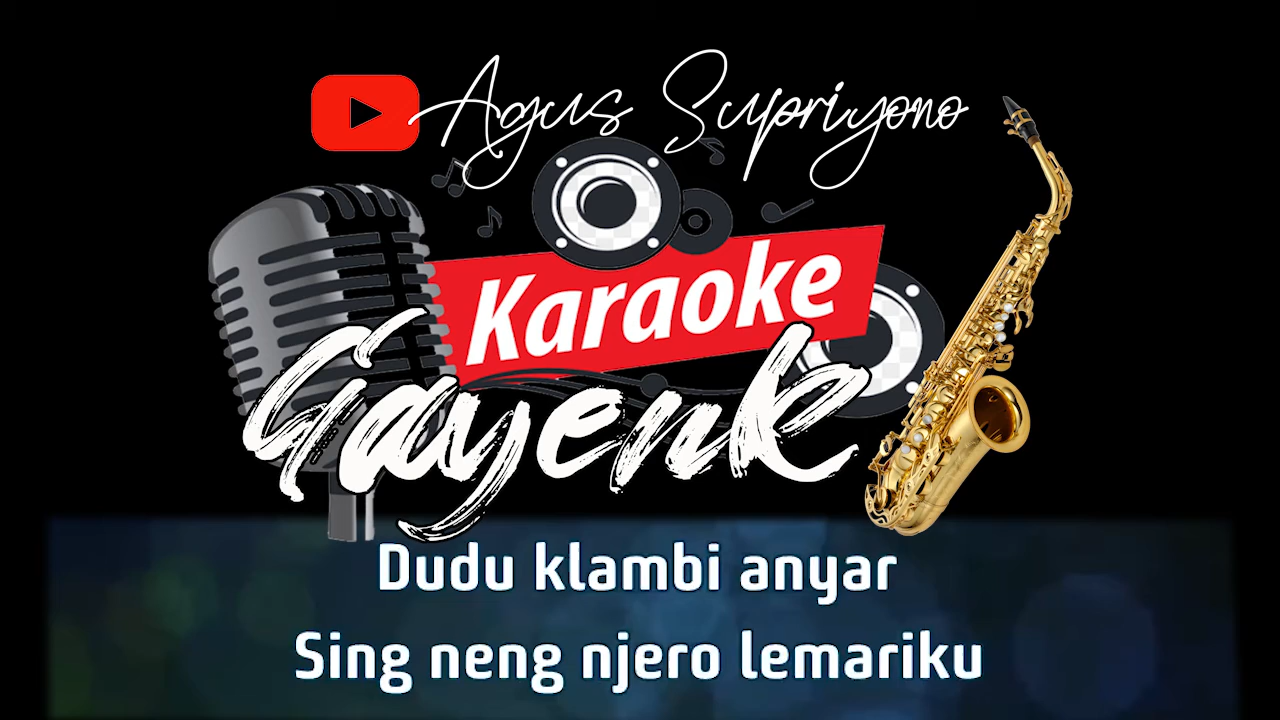 Agus Supriyono
Karaoke
Gayenk
Dudu klambi anyar
Sing neng njero lemariku